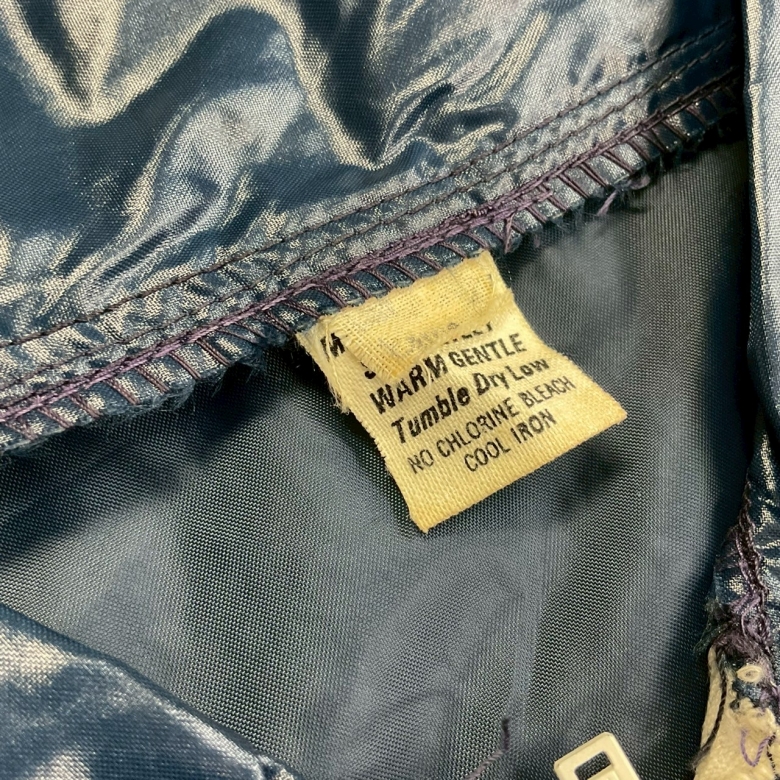 WARM GENTLE
Tumble Dry Low
NO CHLORINE BLEACH
COOL IRON